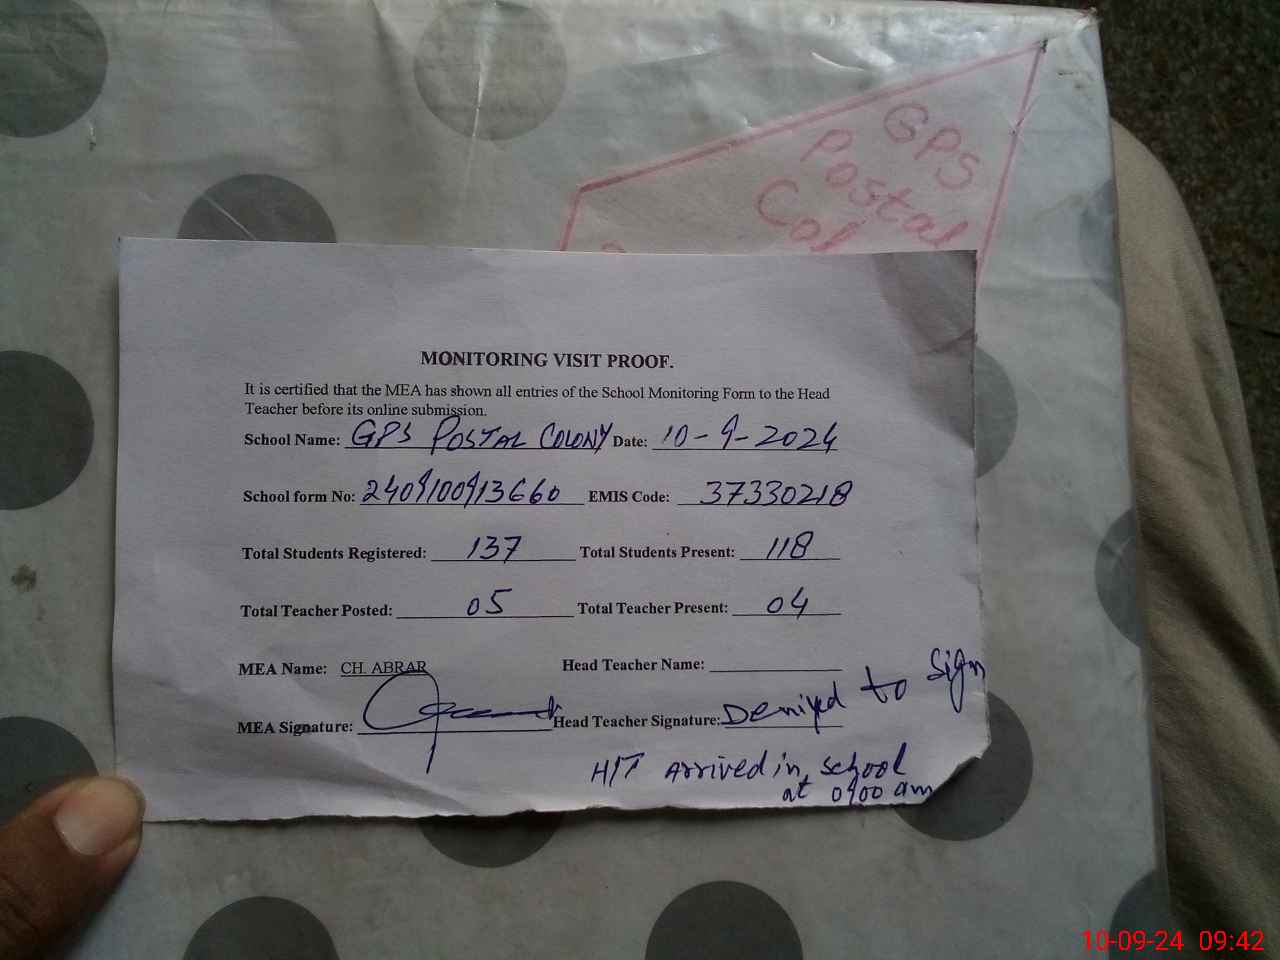 GPS
Postal
Col
MONITORING VISIT PROOF.
It is certified that the MEA has shown all entries of the School Monitoring Form to the Head
Teacher before its online submission.
School Name: GPS POSTAL COLONY Date: 10-9-2024
School form No: 2409100913660 EMIS Code: 37330218
Total Students Registered: 137 Total Students Present: 118
Total Teacher Posted: 05 Total Teacher Present: 04
MEA Name: CH. ABRAR Head Teacher Name:
MEA Signature: Head Teacher Signature: Deniyed to Sign
H/T Arrived in school
at 0900 am
10-09-24 09:42